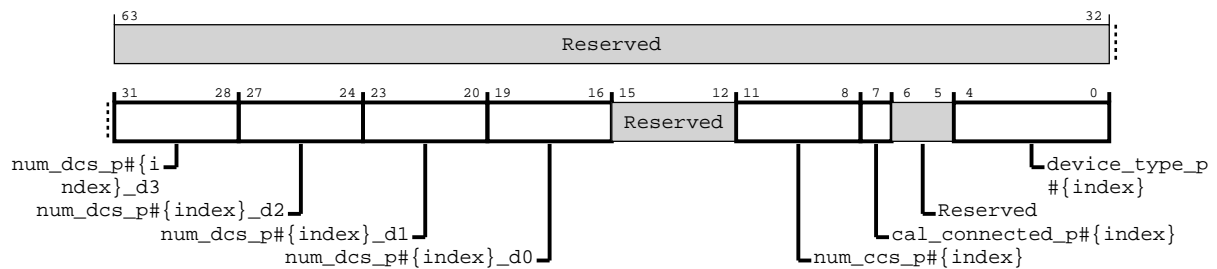 63 32
Reserved
31 28 27 24 23 20 19 16 15 12 11 8 7 6 5 4 0
Reserved
num_dcs_p#{i
ndex}_d3
device_type_p
#{index}
num_dcs_p#{index}_d2
Reserved
num_dcs_p#{index}_d1
cal_connected_p#{index}
num_dcs_p#{index}_d0
num_ccs_p#{index}